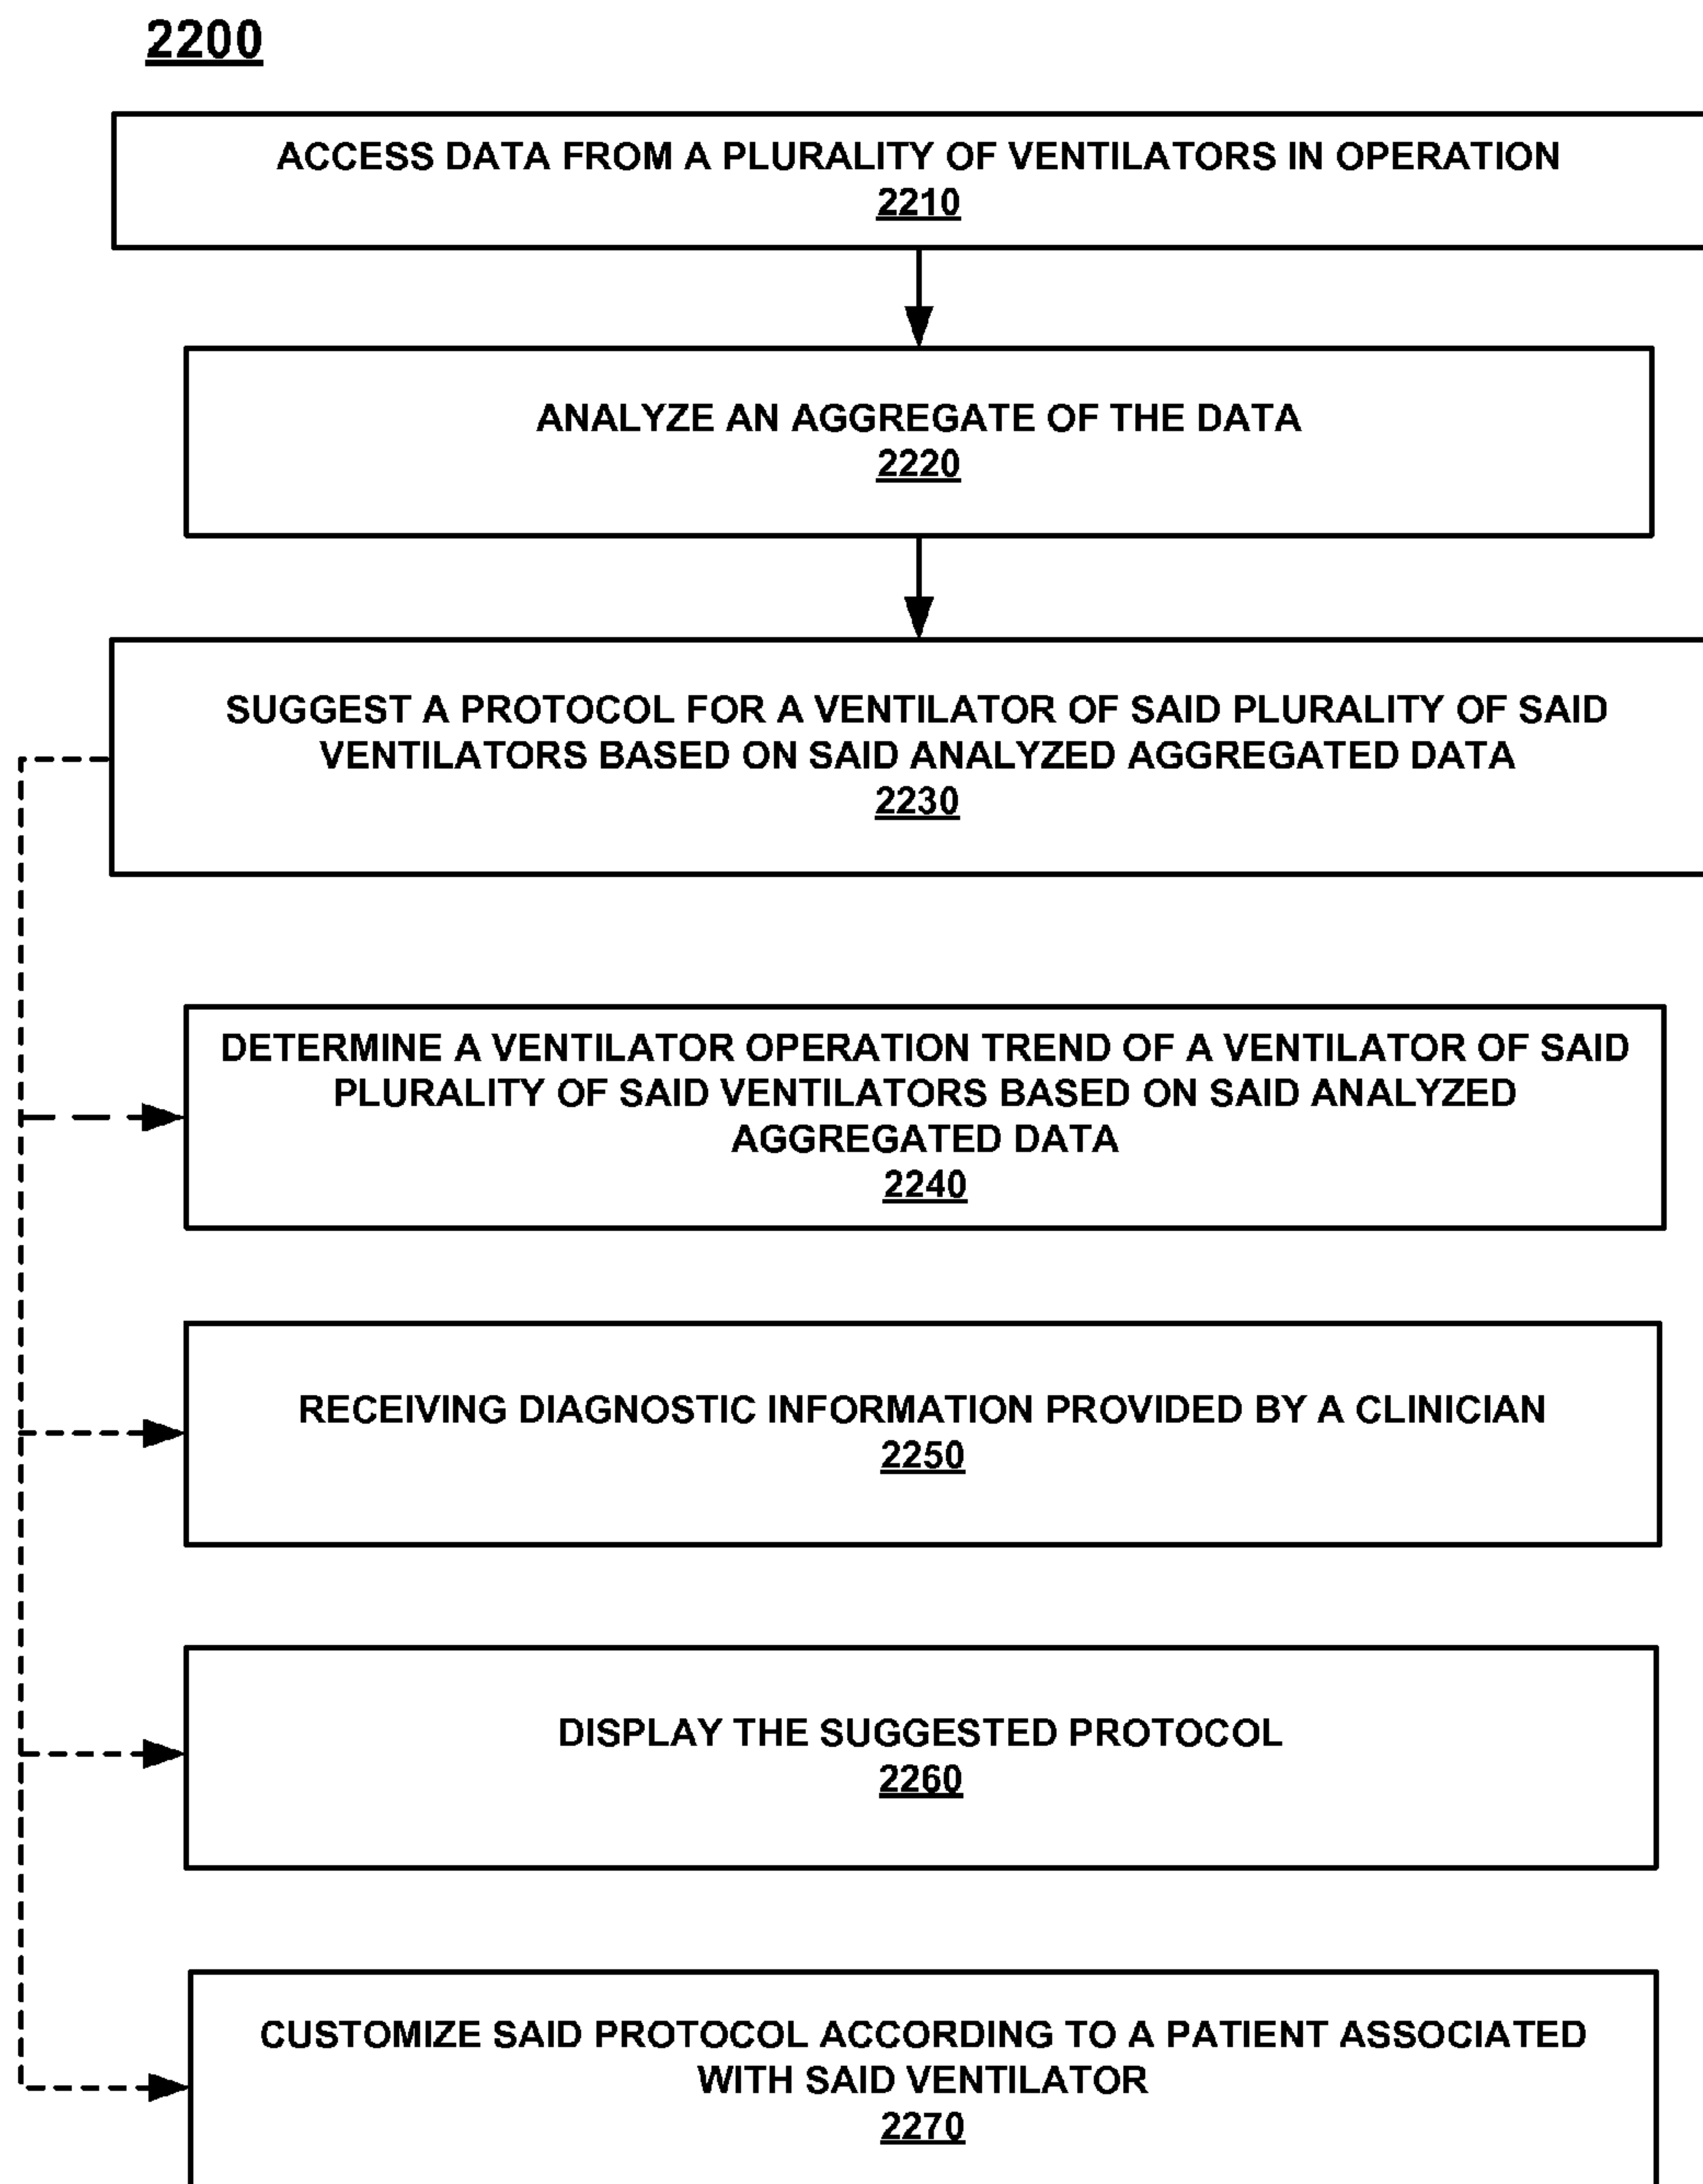 2200
ACCESS DATA FROM A PLURALITY OF VENTILATORS IN OPERATION
2210
ANALYZE AN AGGREGATE OF THE DATA
2220
SUGGEST A PROTOCOL FOR A VENTILATOR OF SAID PLURALITY OF SAID
VENTILATORS BASED ON SAID ANALYZED AGGREGATED DATA
2230
DETERMINE A VENTILATOR OPERATION TREND OF A VENTILATOR OF SAID
PLURALITY OF SAID VENTILATORS BASED ON SAID ANALYZED
AGGREGATED DATA
2240
RECEIVING DIAGNOSTIC INFORMATION PROVIDED BY A CLINICIAN
2250
DISPLAY THE SUGGESTED PROTOCOL
2260
CUSTOMIZE SAID PROTOCOL ACCORDING TO A PATIENT ASSOCIATED
WITH SAID VENTILATOR
2270